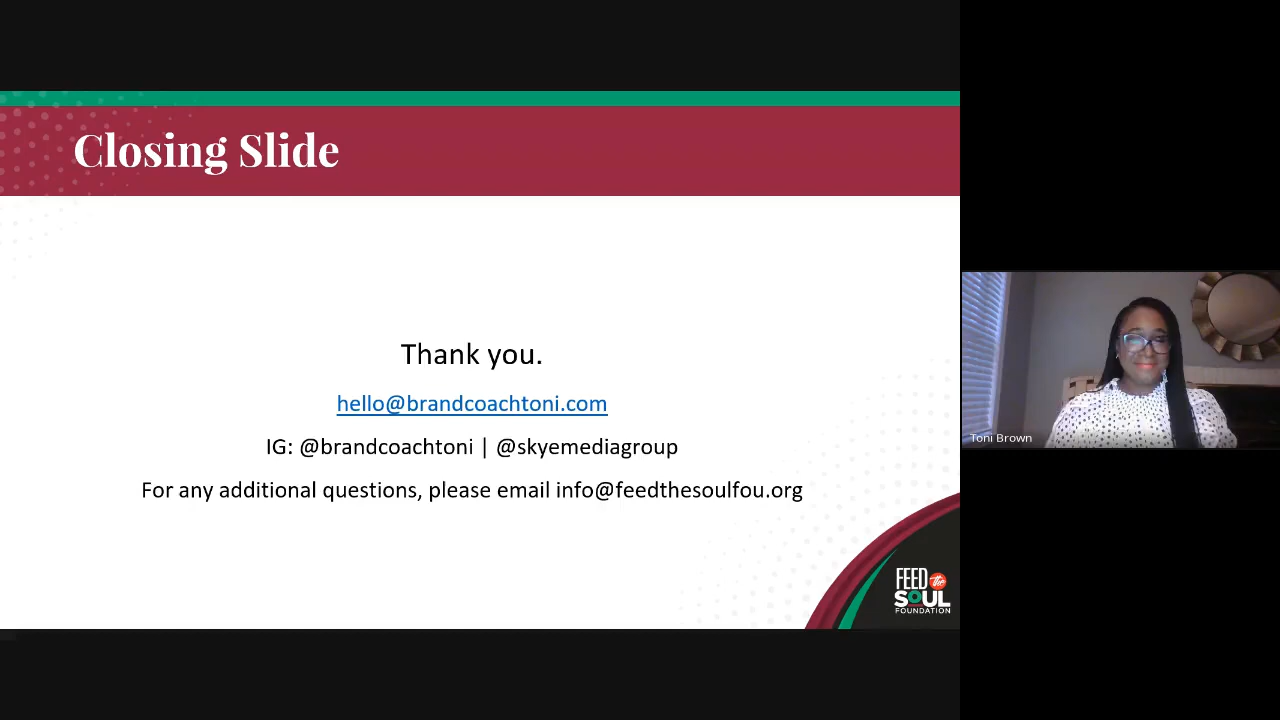 Closing Slide
Thank you.
hello@brandcoachtoni.com
IG: @brandcoachtoni | @skyemediagroup
For any additional questions, please email info@feedthesoulfou.org
Toni Brown
FEED the
SOUL
FOUNDATION